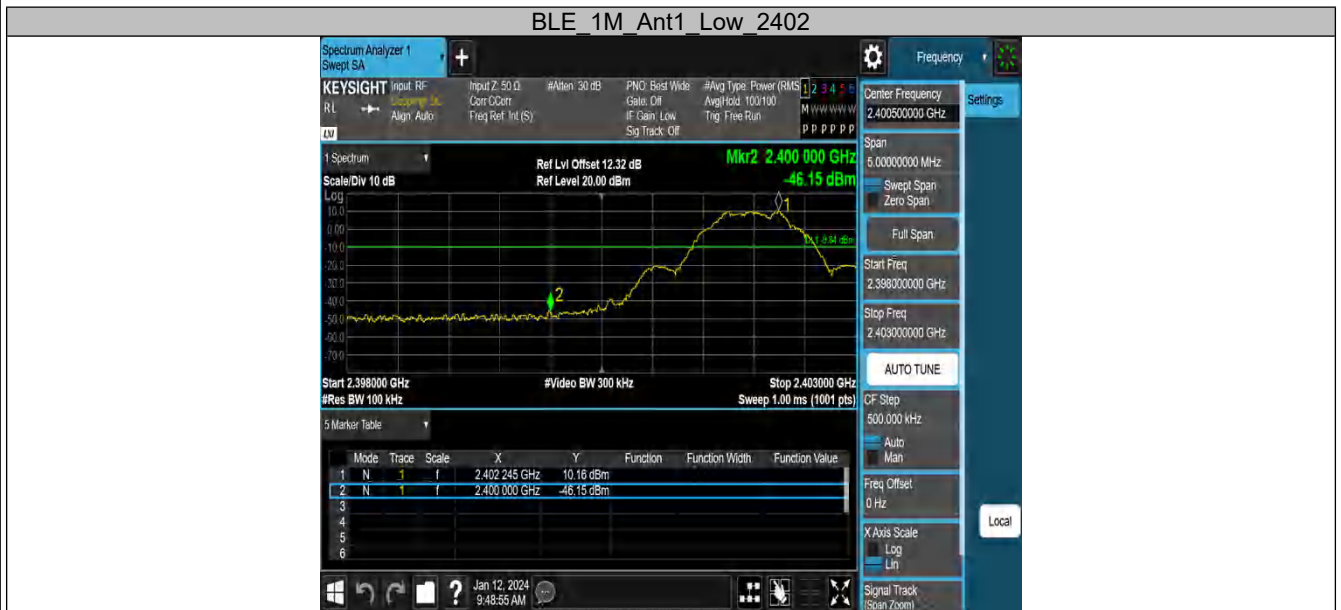 BLE_1M_Ant1_Low_2402
Spectrum Analyzer 1
Swept SA
+
Frequency
KEYSIGHT
Input: RF
Coupling: DC
Align: Auto
RL
LXI
Input Z: 50 Ω
Corr CCorr
Freq Ref: Int (S)
#Atten: 30 dB
PNO: Best Wide
Gate: Off
IF Gain: Low
Sig Track: Off
#Avg Type: Power (RMS
Avg|Hold: 100/100
Trig: Free Run
1 2 3 4 5 6
M W W W W W
P P P P P P
1 Spectrum
Scale/Div 10 dB
Ref Lvl Offset 12.32 dB
Ref Level 20.00 dBm
Mkr2 2.400 000 GHz
-46.15 dBm
Log
10.0
0.00
-10.0
-20.0
-30.0
-40.0
-50.0
-60.0
-70.0
1
2
DL1 -9.84 dBm
Start 2.398000 GHz
#Video BW 300 kHz
Stop 2.403000 GHz
#Res BW 100 kHz
Sweep 1.00 ms (1001 pts)
5 Marker Table
Mode Trace Scale X Y Function Function Width Function Value
1 N 1 f 2.402 245 GHz 10.16 dBm
2 N 1 f 2.400 000 GHz -46.15 dBm
3
4
5
6
?
Jan 12, 2024
9:48:55 AM
Center Frequency
2.400500000 GHz
Settings
Span
5.00000000 MHz
Swept Span
Zero Span
Full Span
Start Freq
2.398000000 GHz
Stop Freq
2.403000000 GHz
AUTO TUNE
CF Step
500.000 kHz
Auto
Man
Freq Offset
0 Hz
X Axis Scale
Log
Lin
Local
Signal Track
(Span Zoom)